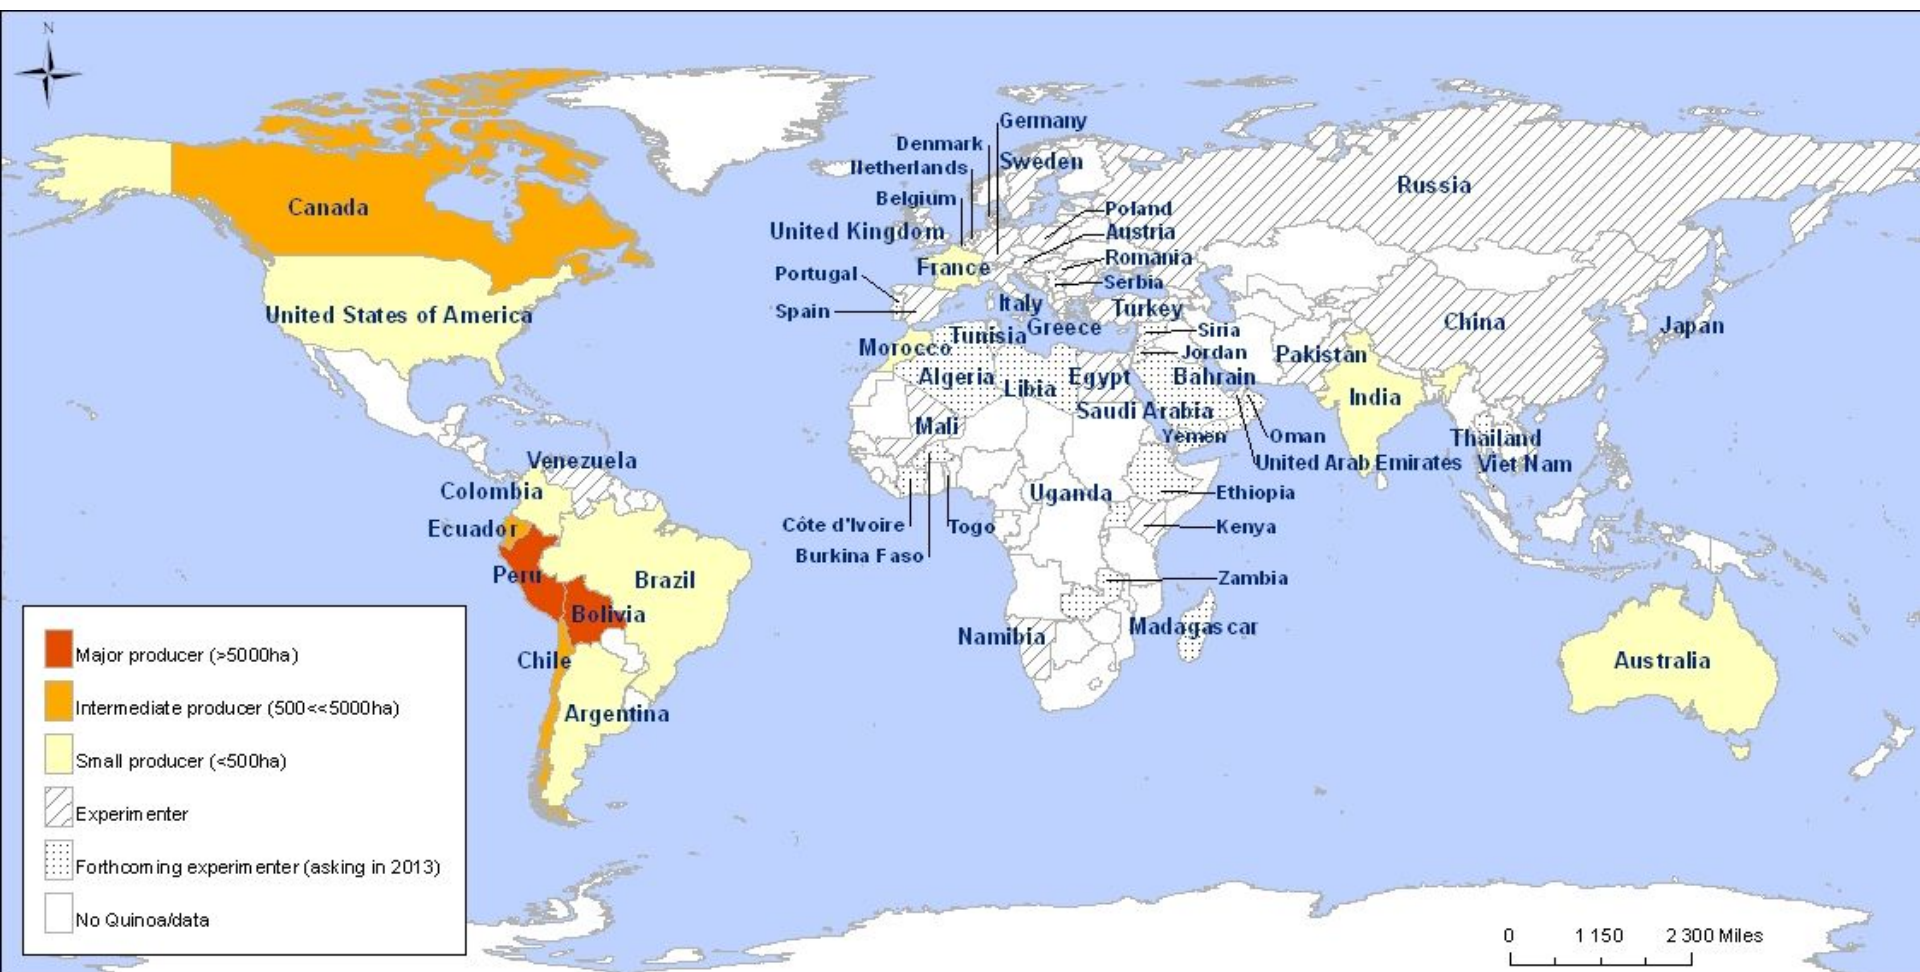 N
Germany
Denmark
Netherlands
Sweden
Belgium
Russia
Canada
Poland
United Kingdom
Austria
France
Romania
Portugal
Serbia
Spain
Italy
Turkey
United States of America
Greece
Tunisia
Siria
China
Japan
Morocco
Jordan
Pakistan
Algeria
Libia
Egypt
Bahrain
India
Saudi Arabia
Mali
Yemen
Oman
Thailand
Venezuela
United Arab Emirates
Viet Nam
Colombia
Uganda
Ethiopia
Ecuador
Côte d'Ivoire
Togo
Kenya
Burkina Faso
Peru
Brazil
Zambia
Bolivia
Namibia
Madagascar
Chile
Australia
Argentina
Major producer (>5000ha)
Intermediate producer (500<<5000ha)
Small producer (<500ha)
Experimenter
Forthcoming experimenter (asking in 2013)
No Quinoa/data
0 1 150 2 300 Miles